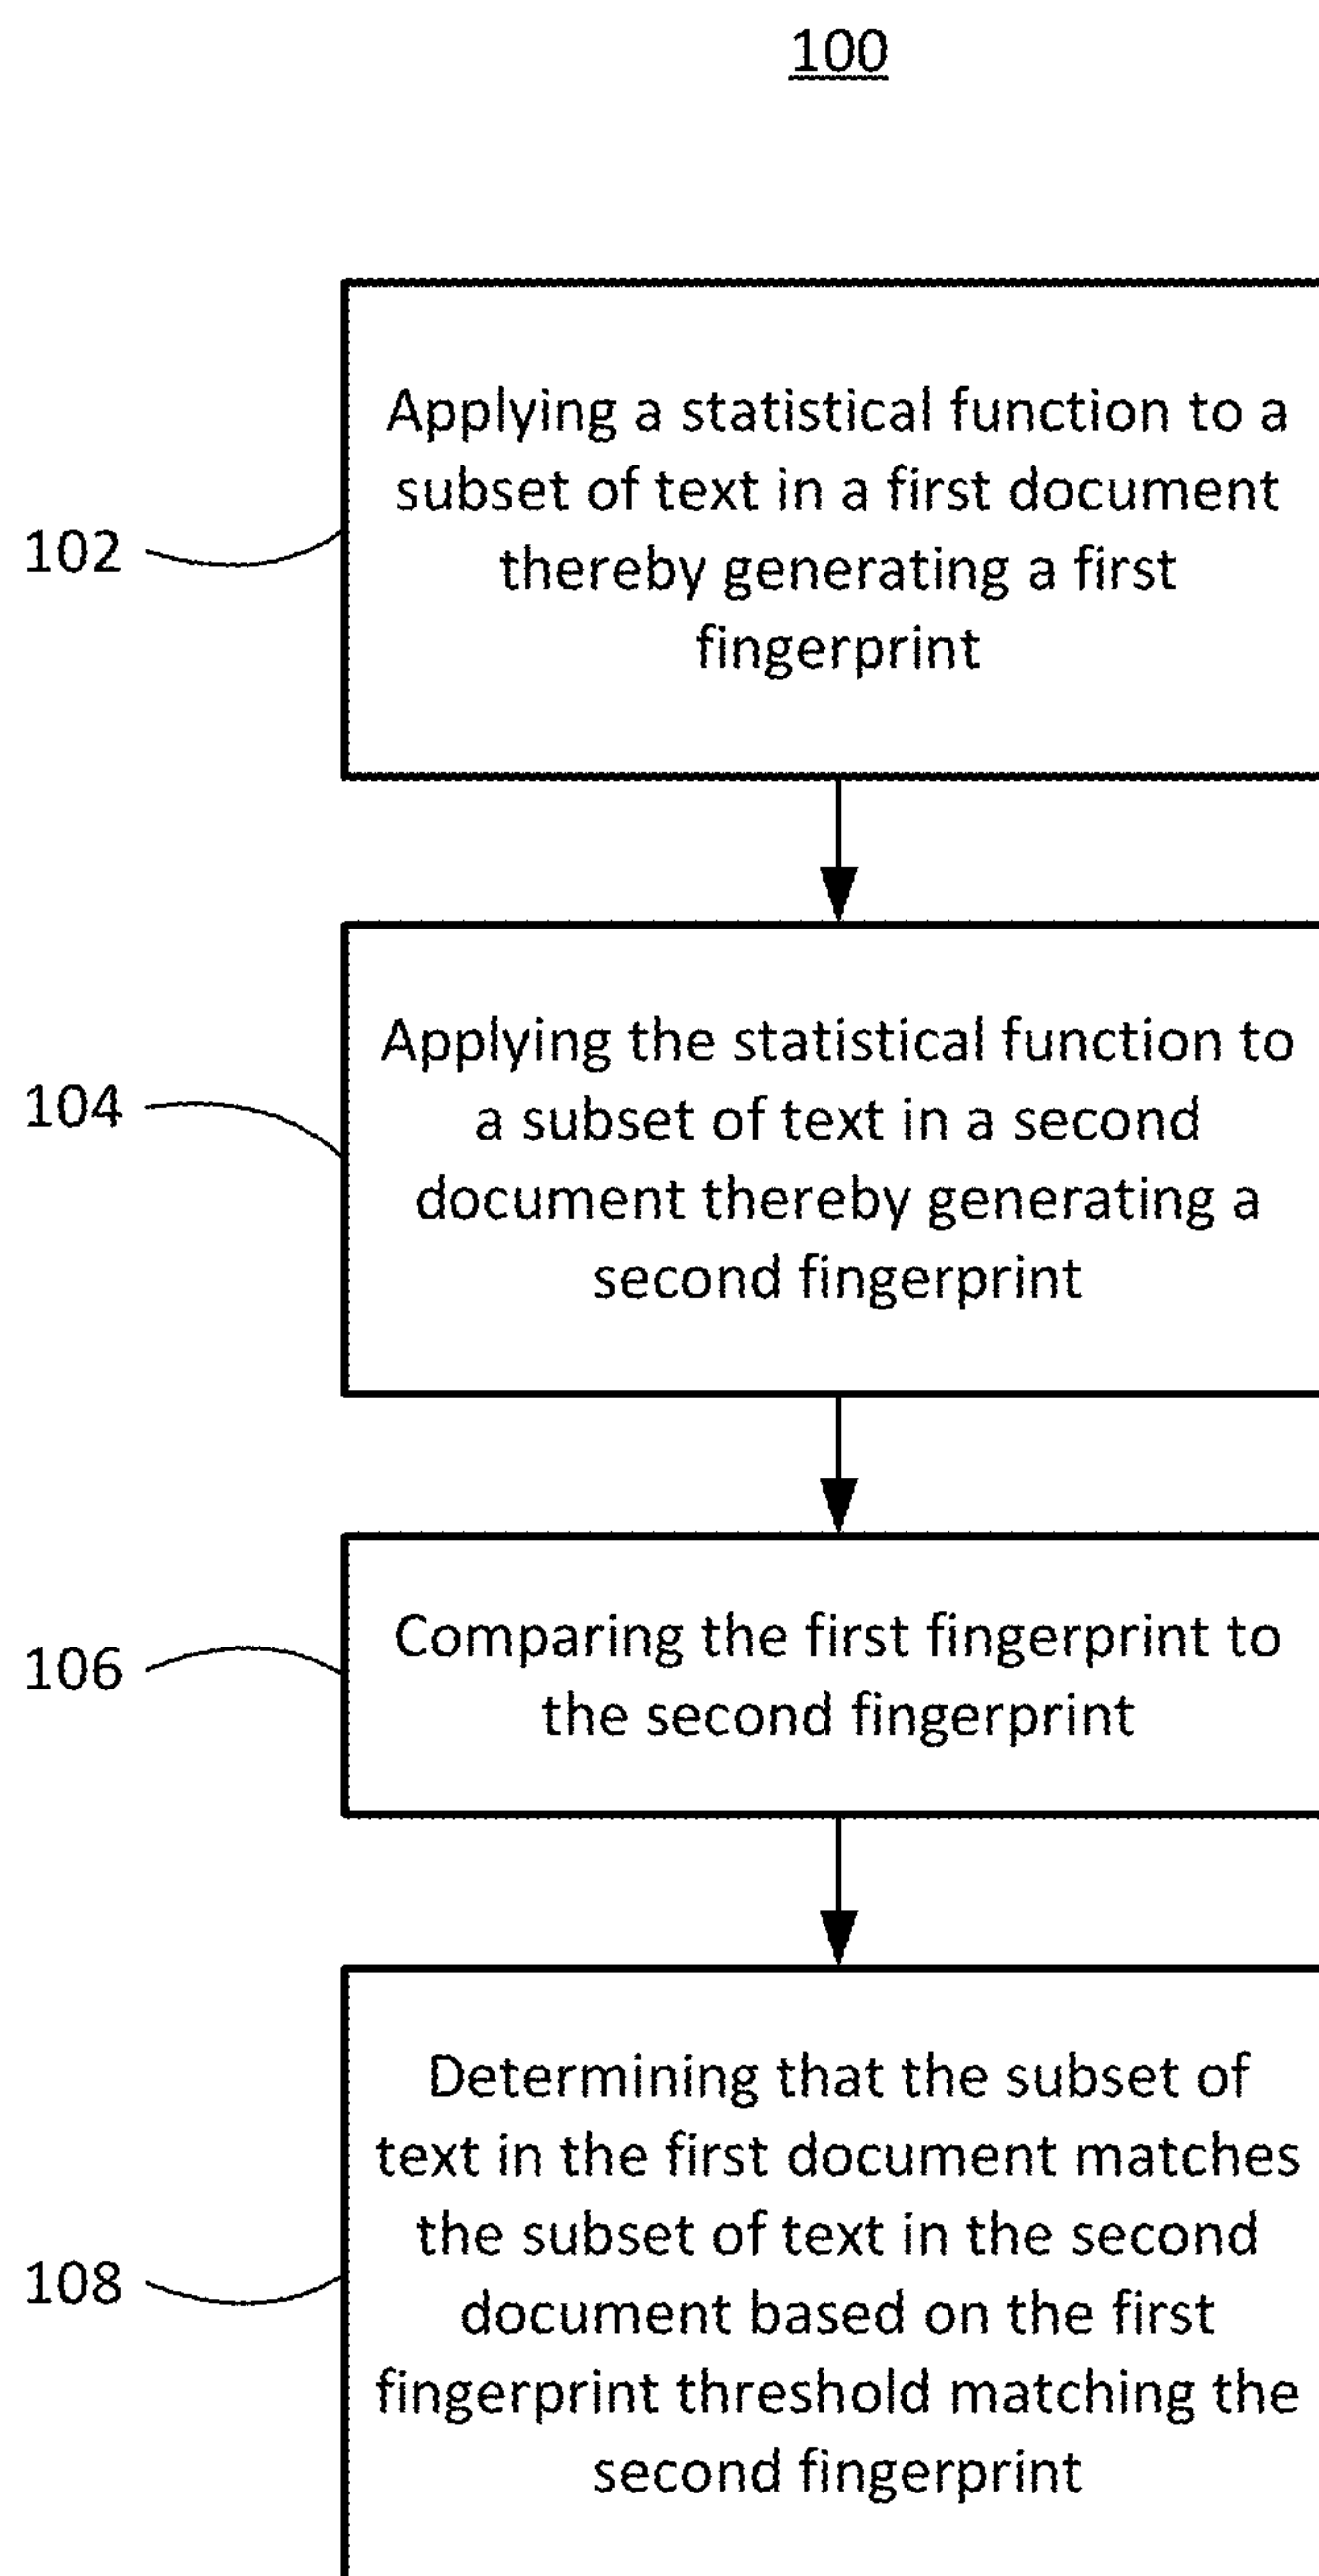 100
Applying a statistical function to a
subset of text in a first document
thereby generating a first
fingerprint
102
Applying the statistical function to
a subset of text in a second
document thereby generating a
second fingerprint
104
Comparing the first fingerprint to
the second fingerprint
106
Determining that the subset of
text in the first document matches
the subset of text in the second
document based on the first
fingerprint threshold matching the
second fingerprint
108